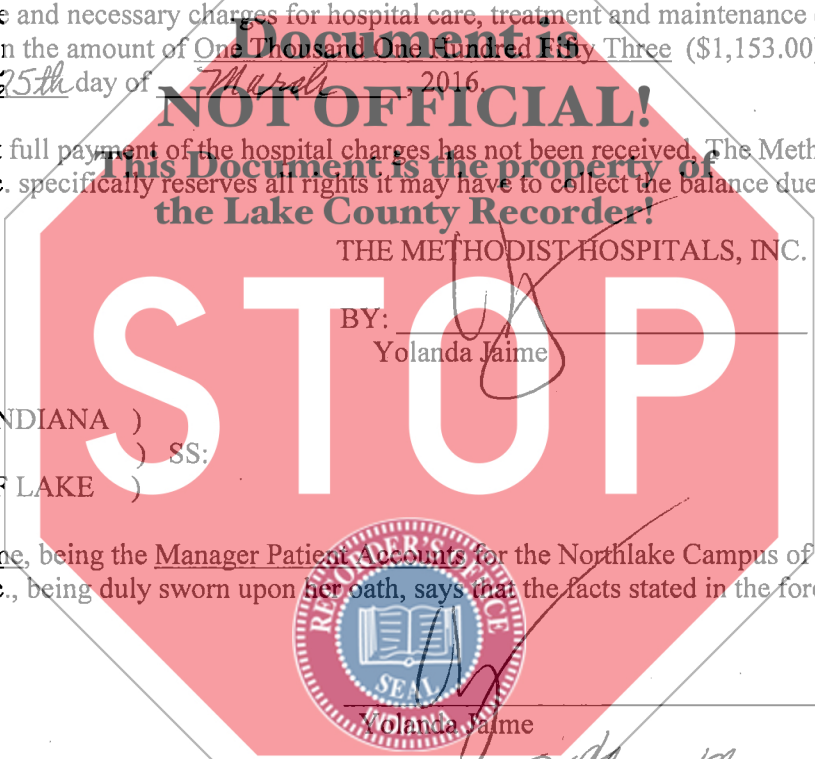 e and necessary charges for hospital care, treatment and maintenance
Document is
n the amount of One Thousand One Hundred Fifty Three ($1,153.00)
25th day of March, 2016.
NOT OFFICIAL!
full payment of the hospital charges has not been received, The Meth
This Document is the property of
. specifically reserves all rights it may have to collect the balance due
the Lake County Recorder!
THE METHODIST HOSPITALS, INC.
STOP
BY:
Yolanda Jaime
NDIANA )
) SS:
F LAKE )
ne, being the Manager Patient Accounts for the Northlake Campus of
c., being duly sworn upon her oath, says that the facts stated in the fore
RECORDER'S OFFICE
SEAL
INDIANA
Yolanda Jaime